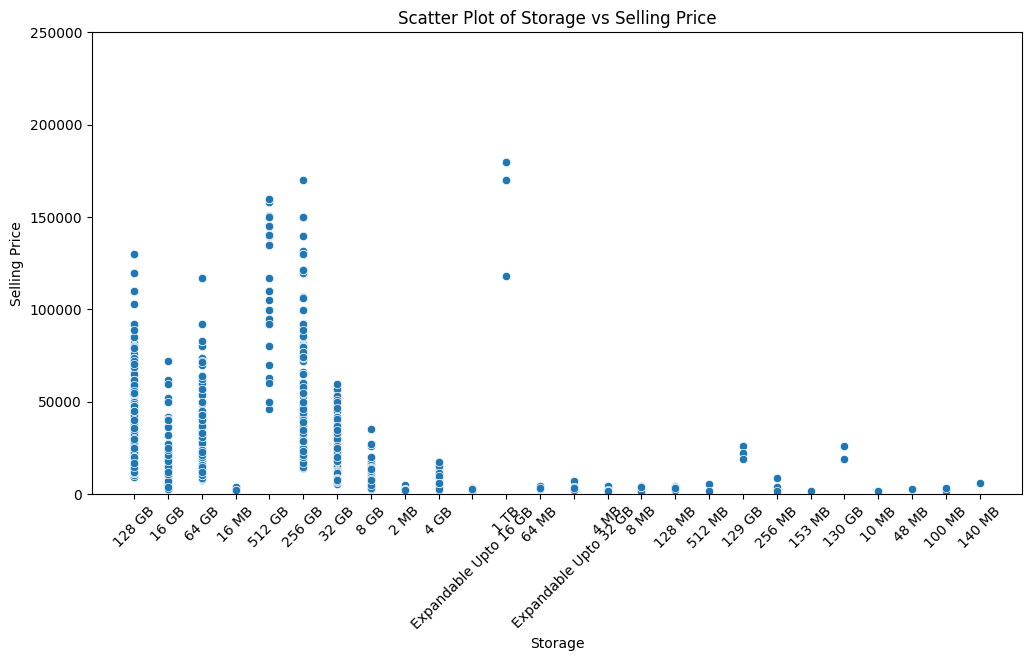 Scatter Plot of Storage vs Selling Price
250000
200000
150000
100000
50000
0
Selling Price
128 GB
16 GB
64 GB
16 MB
512 GB
256 GB
32 GB
8 GB
2 MB
4 GB
Expandable Upto 16 GB
1 TB
64 MB
Expandable Upto 32 GB
4 MB
8 MB
128 MB
512 MB
129 GB
256 MB
153 MB
130 GB
10 MB
48 MB
100 MB
140 MB
Storage